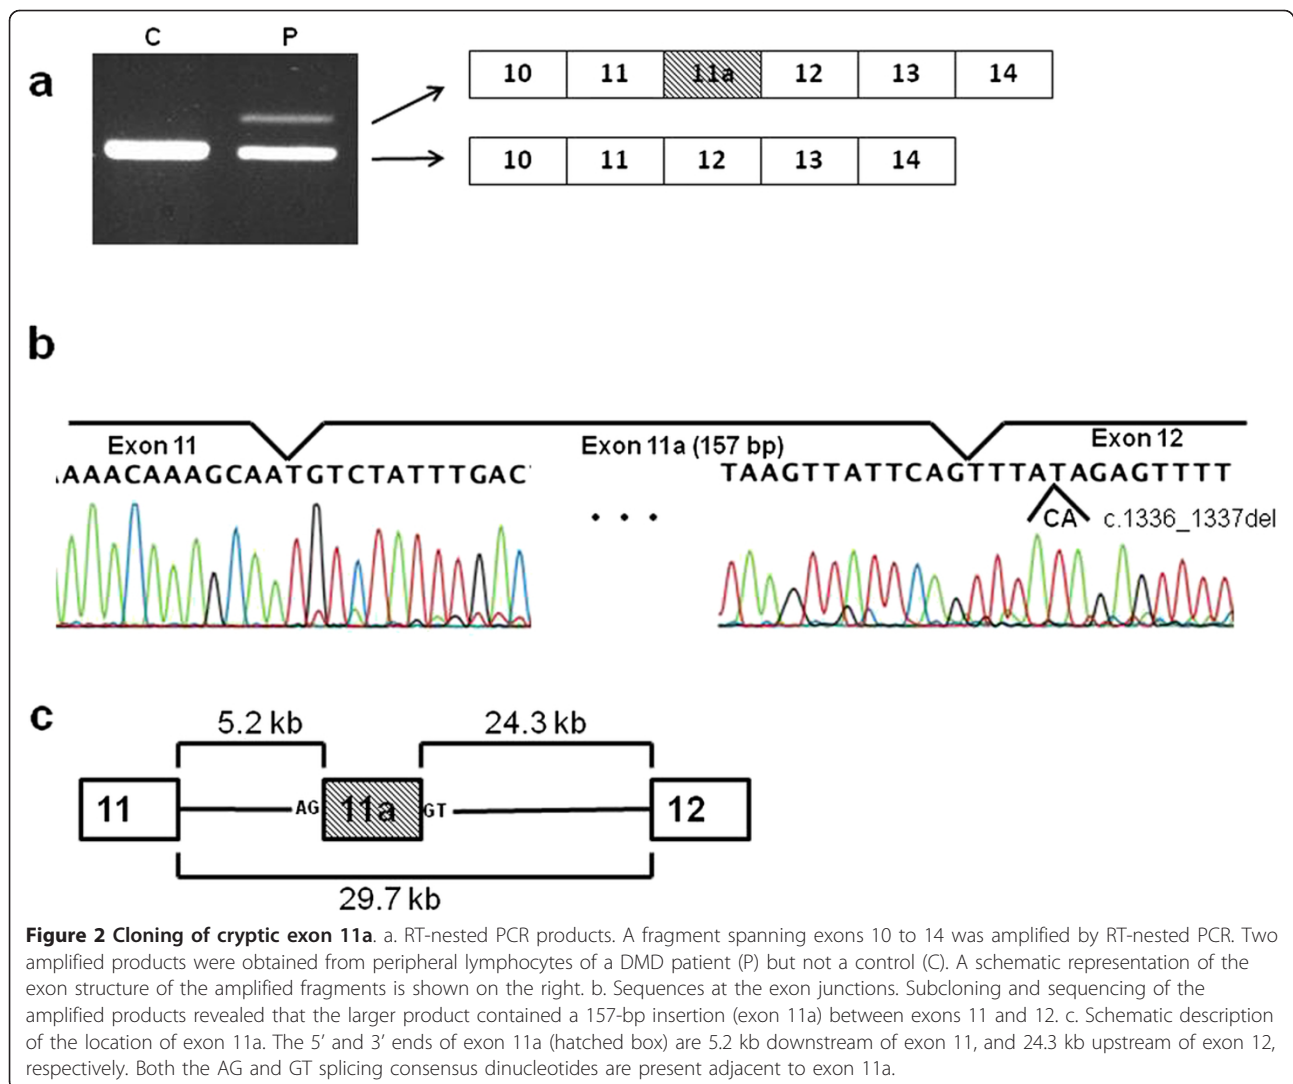 C P
a
10 11 11a 12 13 14
10 11 12 13 14
b
Exon 11 Exon 11a (157 bp) Exon 12
AAACAAAGCAATGTCTATTTGAC TAAGTTATTCAGTTTATAGAGTTTT
CA c.1336_1337del
. . .
c
5.2 kb 24.3 kb
11 AG 11a GT 12
29.7 kb
Figure 2 Cloning of cryptic exon 11a. a. RT-nested PCR products. A fragment spanning exons 10 to 14 was amplified by RT-nested PCR. Two
amplified products were obtained from peripheral lymphocytes of a DMD patient (P) but not a control (C). A schematic representation of the
exon structure of the amplified fragments is shown on the right. b. Sequences at the exon junctions. Subcloning and sequencing of the
amplified products revealed that the larger product contained a 157-bp insertion (exon 11a) between exons 11 and 12. c. Schematic description
of the location of exon 11a. The 5’ and 3’ ends of exon 11a (hatched box) are 5.2 kb downstream of exon 11, and 24.3 kb upstream of exon 12,
respectively. Both the AG and GT splicing consensus dinucleotides are present adjacent to exon 11a.